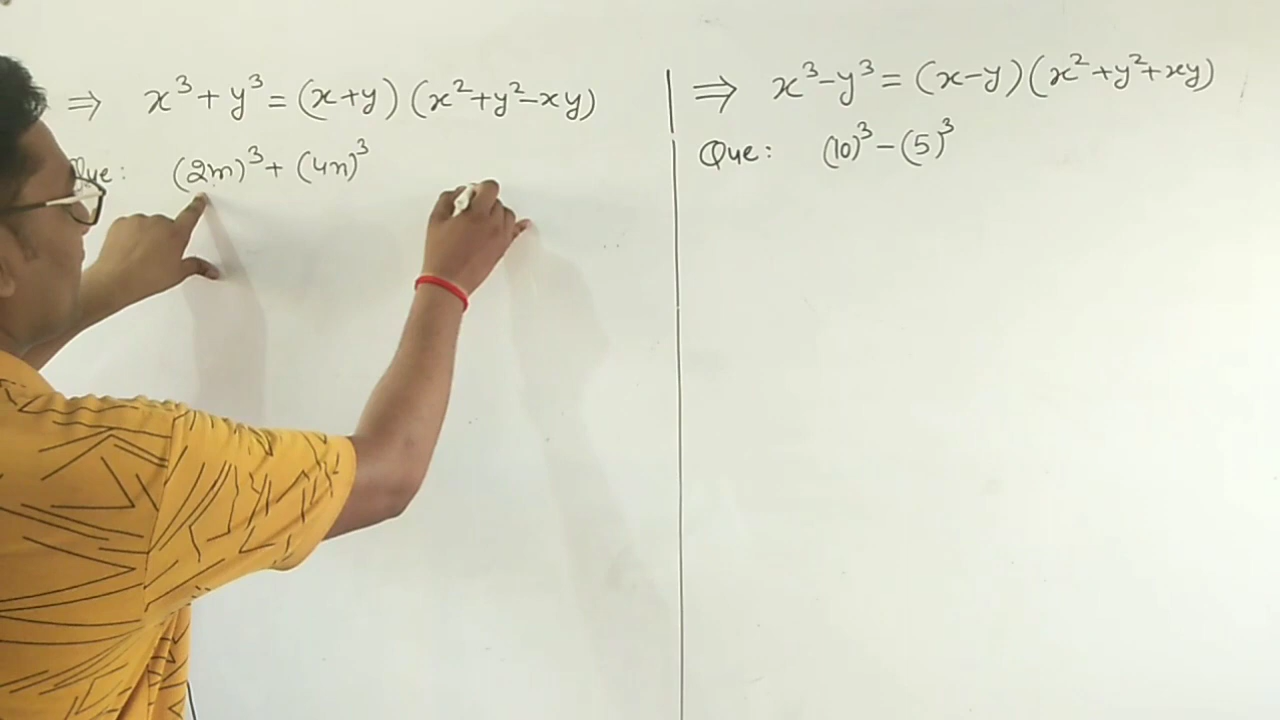 ⇒ x³ + y³ = (x+y) (x²+y²-xy)
Que: (2m)³ + (4n)³
⇒ x³-y³ = (x-y) (x²+y²+xy)
Que: (10)³ - (5)³